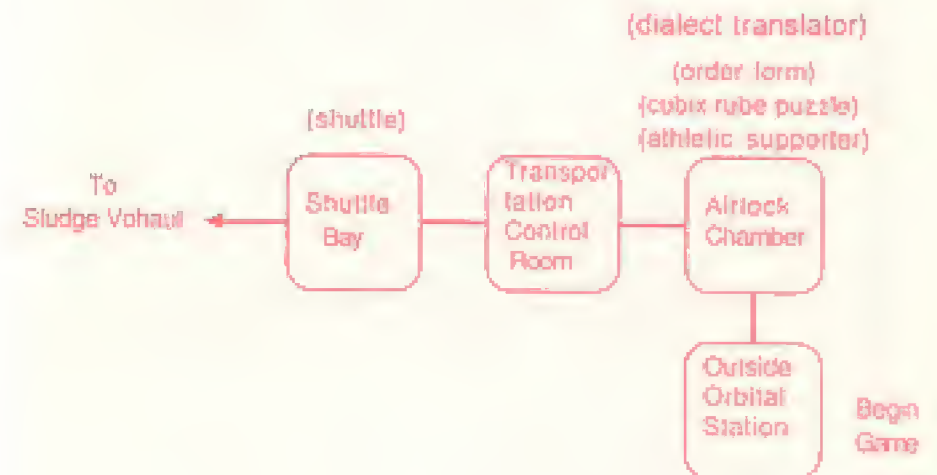 (dialect translator)
(order form)
(cubix rube puzzle)
(athletic supporter)
(shuttle)
To
Sludge Vohaul
Shuttle
Bay
Transpor
tation
Control
Room
Airlock
Chamber
Outside
Orbital
Station
Begin
Game